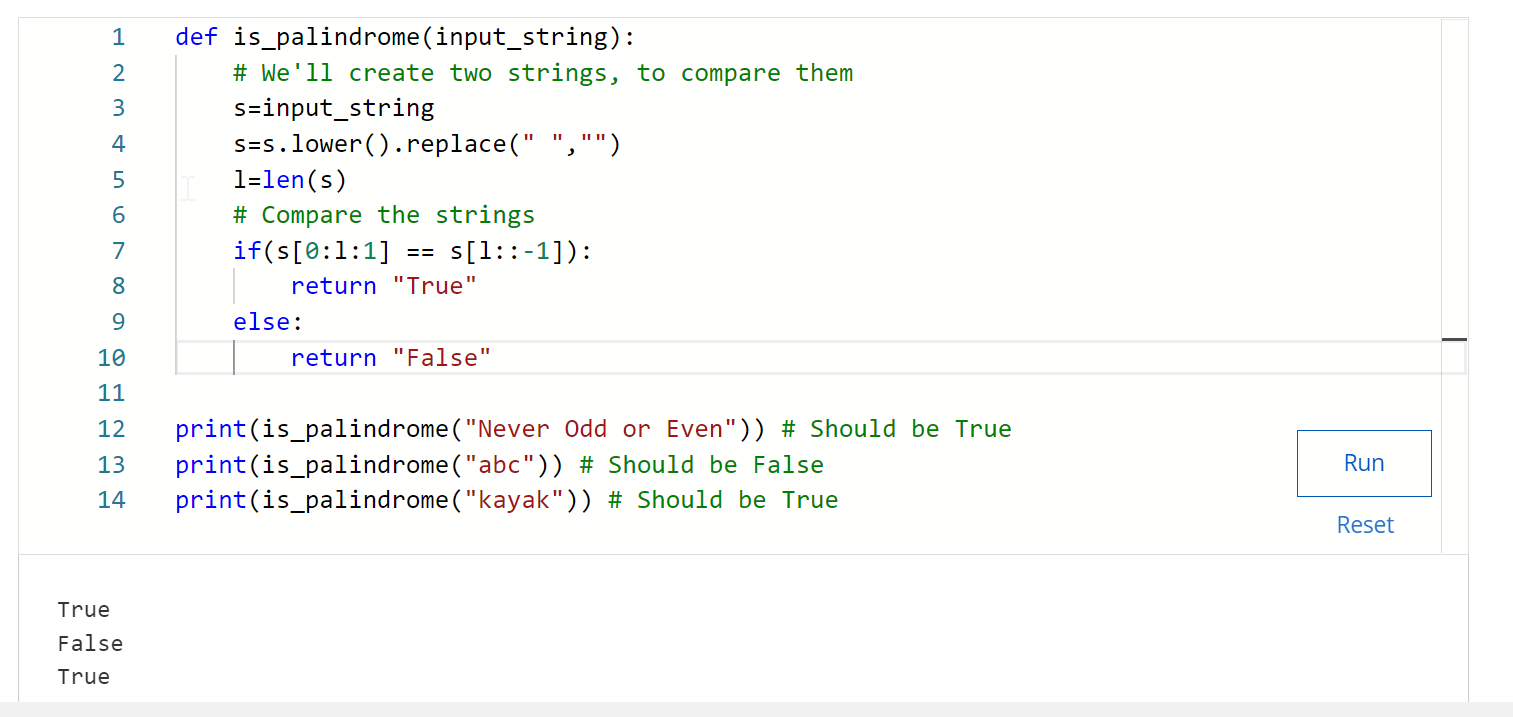 1 def is_palindrome(input_string):
2     # We'll create two strings, to compare them
3     s=input_string
4     s=s.lower().replace(" ","")
5     l=len(s)
6     # Compare the strings
7     if(s[0:l:1] == s[l::-1]):
8         return "True"
9     else:
10         return "False"
11
12 print(is_palindrome("Never Odd or Even")) # Should be True
13 print(is_palindrome("abc")) # Should be False
14 print(is_palindrome("kayak")) # Should be True
Run
Reset
True
False
True